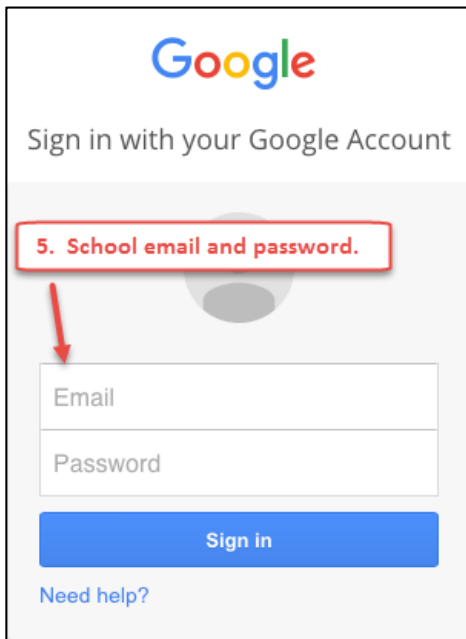 Google
Sign in with your Google Account
5. School email and password.
Email
Password
Sign in
Need help?